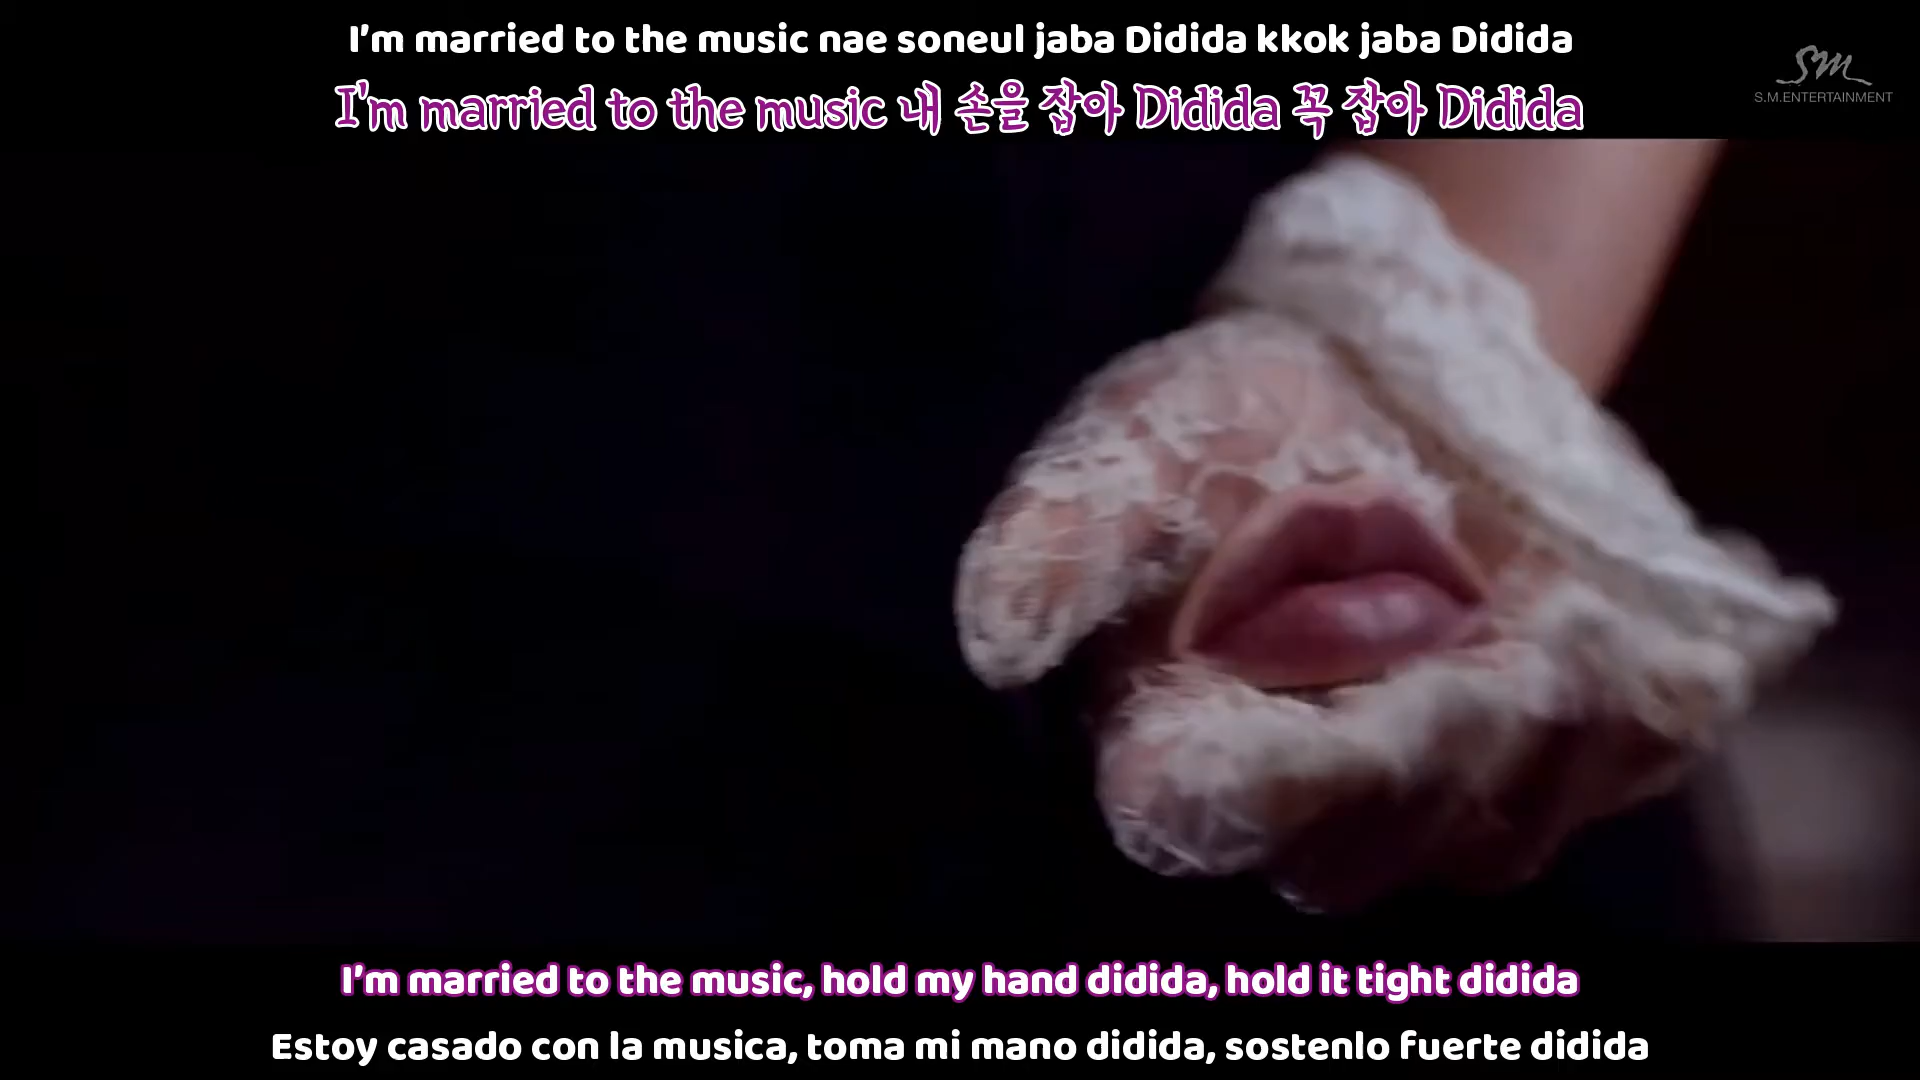 I'm married to the music nae soneul jaba Didida kkok jaba Didida
I'm married to the music 내 손을 잡아 Didida 꼭 잡아 Didida
SM
S.M.ENTERTAINMENT
I'm married to the music, hold my hand didida, hold it tight didida
Estoy casado con la musica, toma mi mano didida, sostenlo fuerte didida